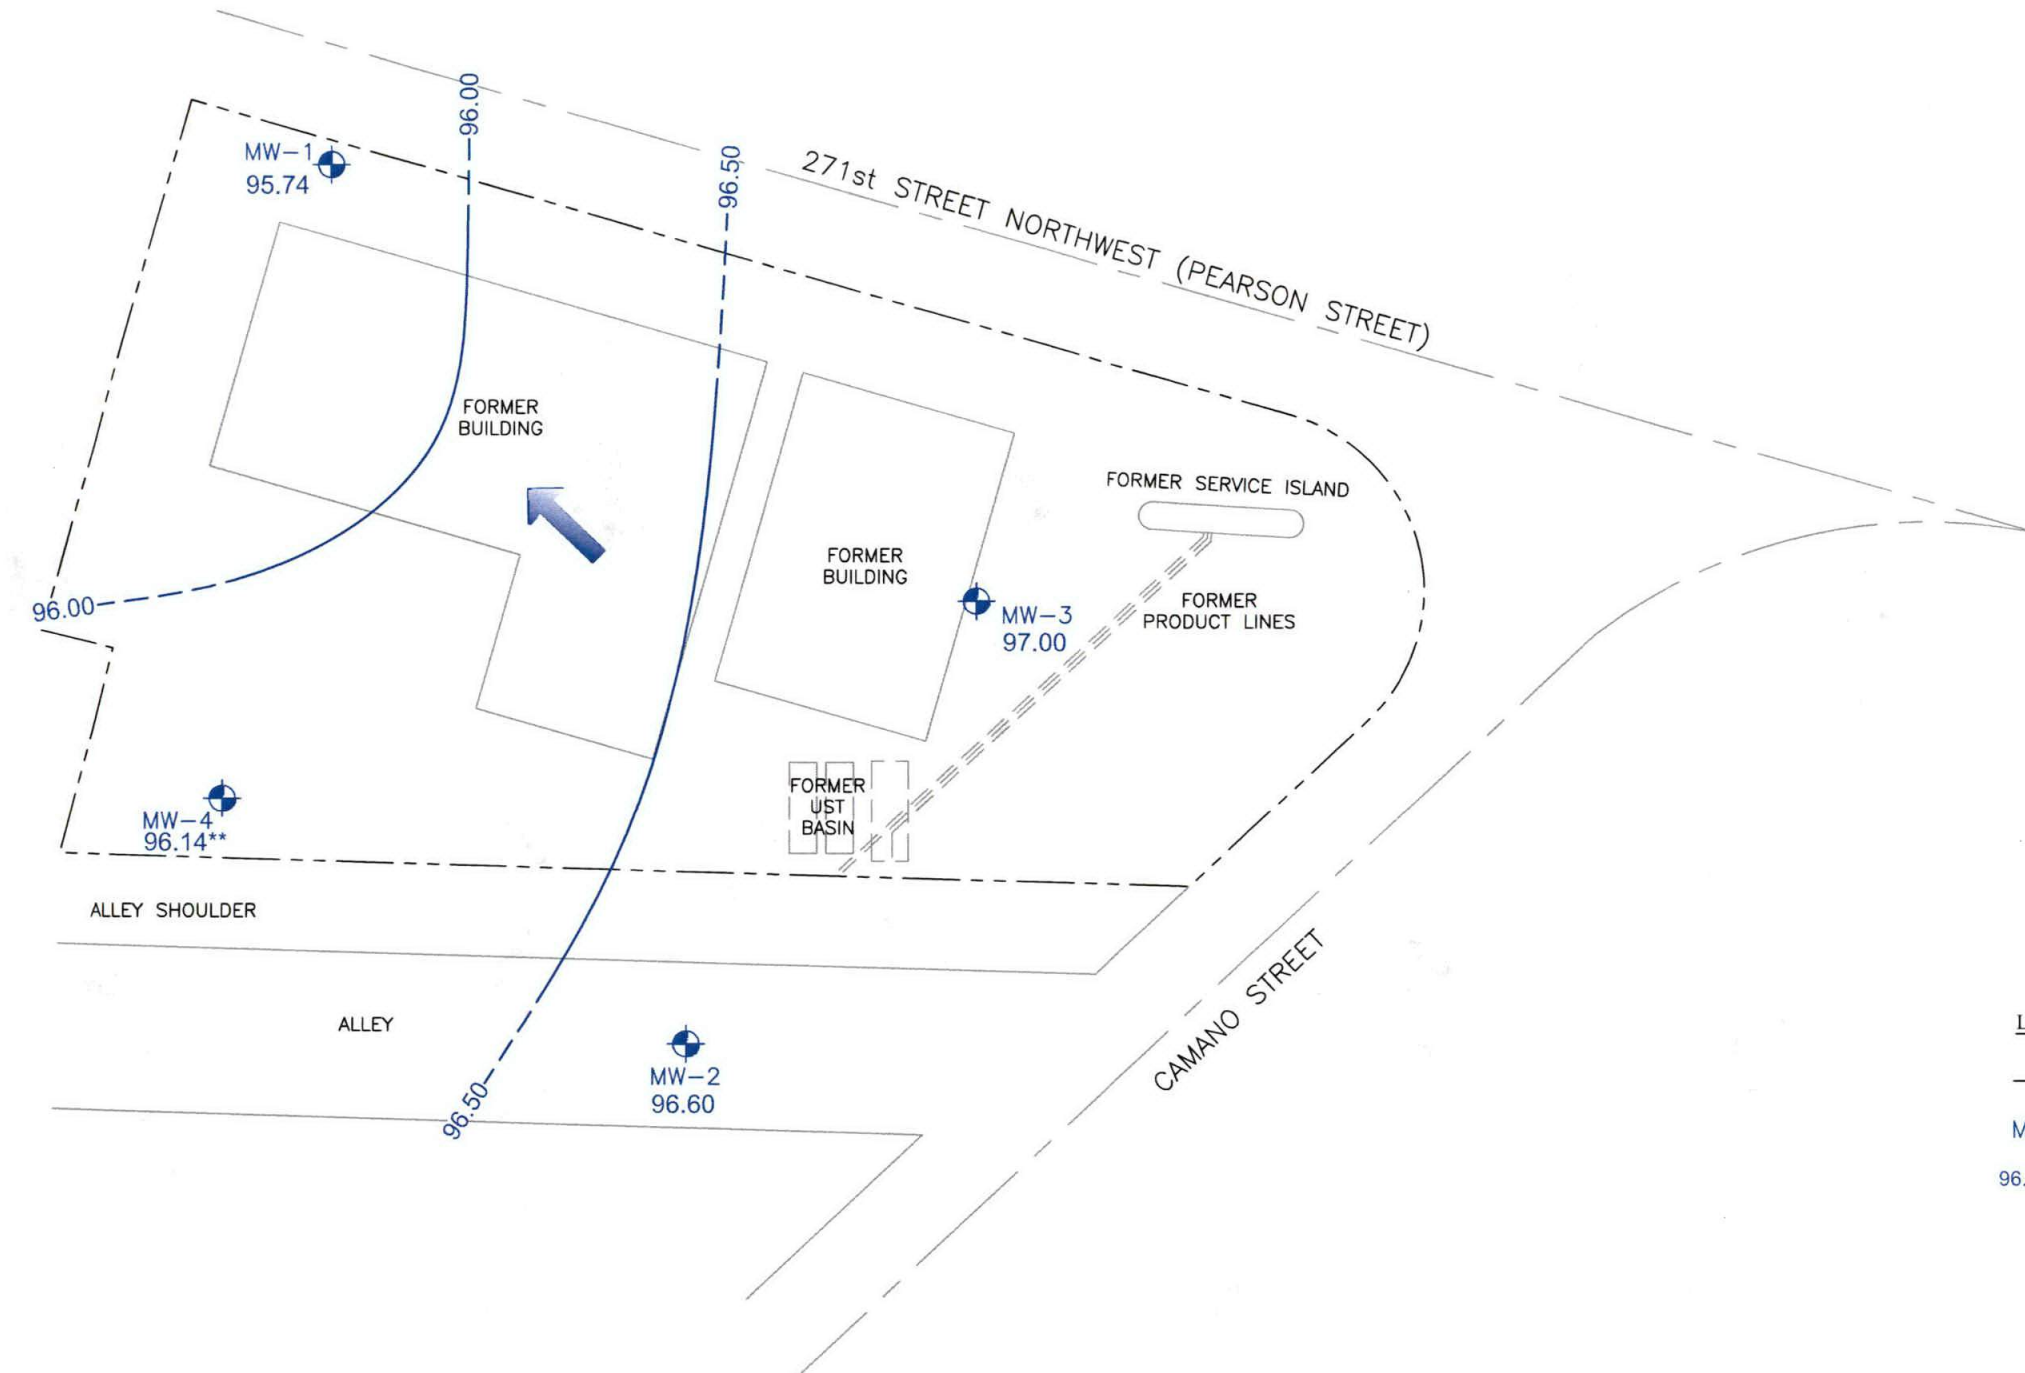 96.00
96.50
MW-1
95.74
271st STREET NORTHWEST (PEARSON STREET)
FORMER
BUILDING
FORMER SERVICE ISLAND
FORMER
BUILDING
96.00
MW-3
97.00
FORMER
PRODUCT LINES
FORMER
UST
BASIN
MW-4
96.14**
ALLEY SHOULDER
CAMANO STREET
ALLEY
MW-2
96.60
96.50
M
96.